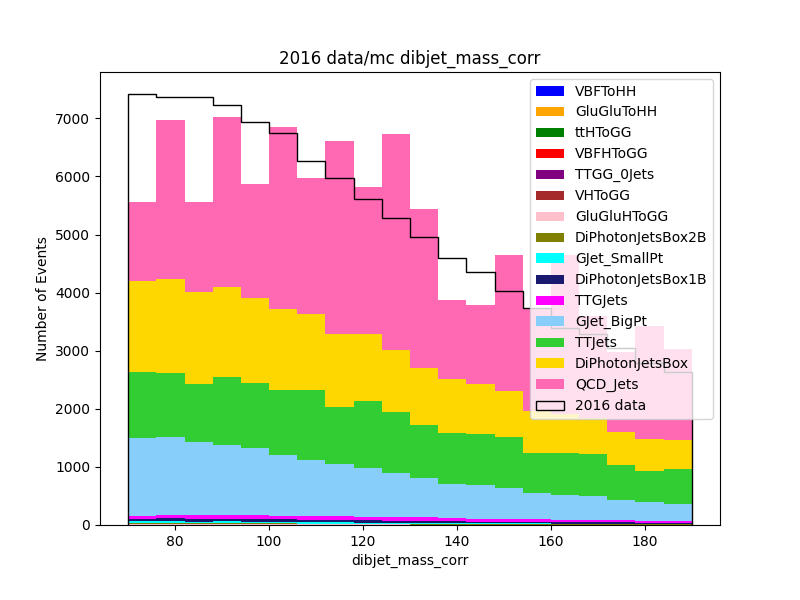 2016 data/mc dibjet_mass_corr
Number of Events
7000
6000
5000
4000
3000
2000
1000
0
80
100
120
140
160
180
dibjet_mass_corr
VBFToHH
GluGluToHH
ttHToGG
VBFHToGG
TTGG_0Jets
VHToGG
GluGluHToGG
DiPhotonJetsBox2B
GJet_SmallPt
DiPhotonJetsBox1B
TTGJets
GJet_BigPt
TTJets
DiPhotonJetsBox
QCD_Jets
2016 data